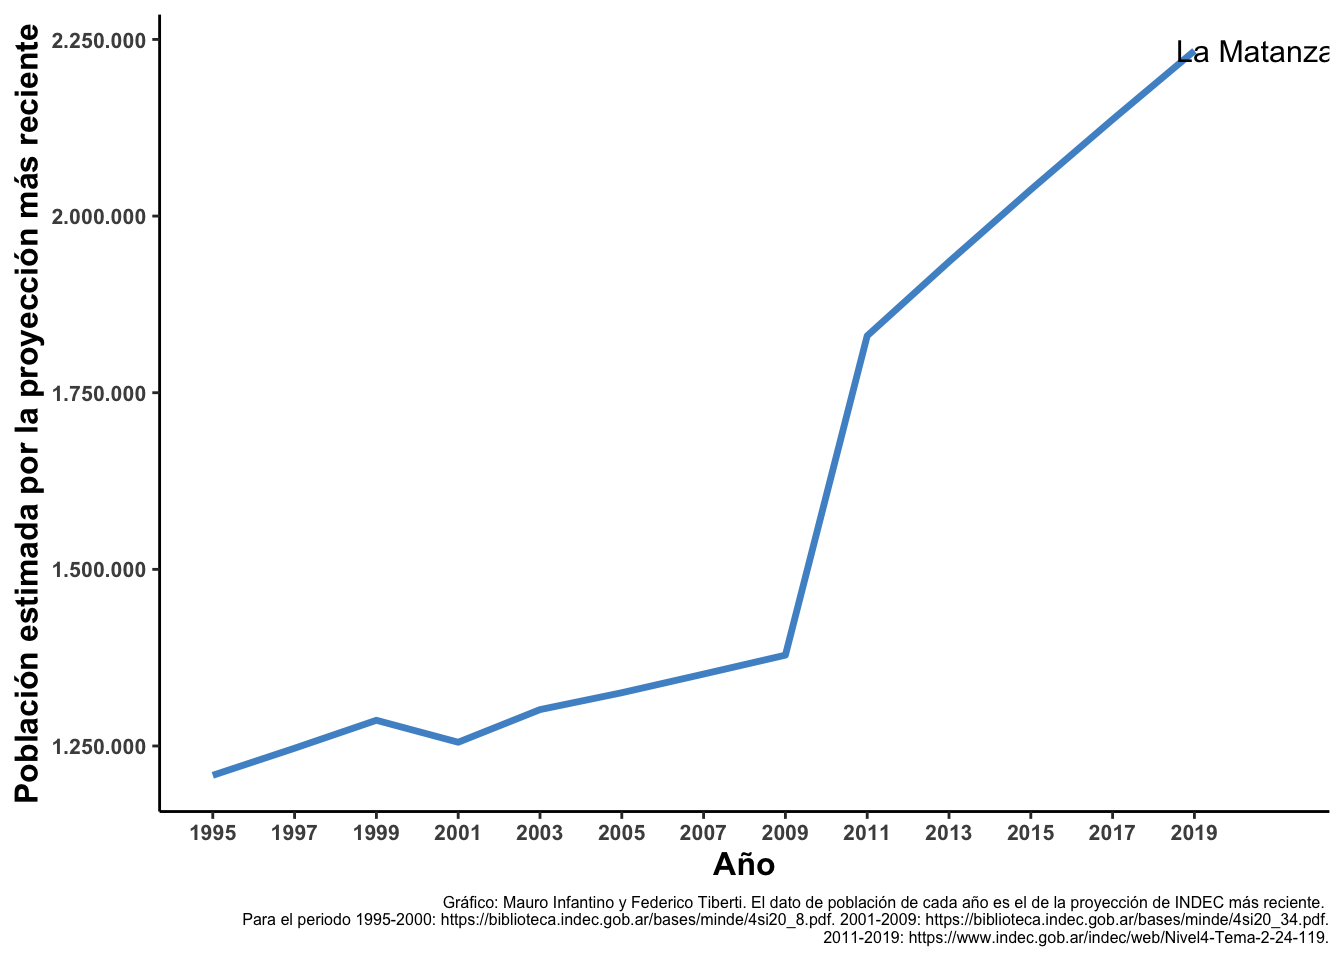 Población estimada por la proyección más reciente
2.250.000
2.000.000
1.750.000
1.500.000
1.250.000
La Matanza
1995 1997 1999 2001 2003 2005 2007 2009 2011 2013 2015 2017 2019
Año
Gráfico: Mauro Infantino y Federico Tiberti. El dato de población de cada año es el de la proyección de INDEC más reciente.
Para el periodo 1995-2000: https://biblioteca.indec.gob.ar/bases/minde/4si20_8.pdf. 2001-2009: https://biblioteca.indec.gob.ar/bases/minde/4si20_34.pdf.
2011-2019: https://www.indec.gob.ar/indec/web/Nivel4-Tema-2-24-119.